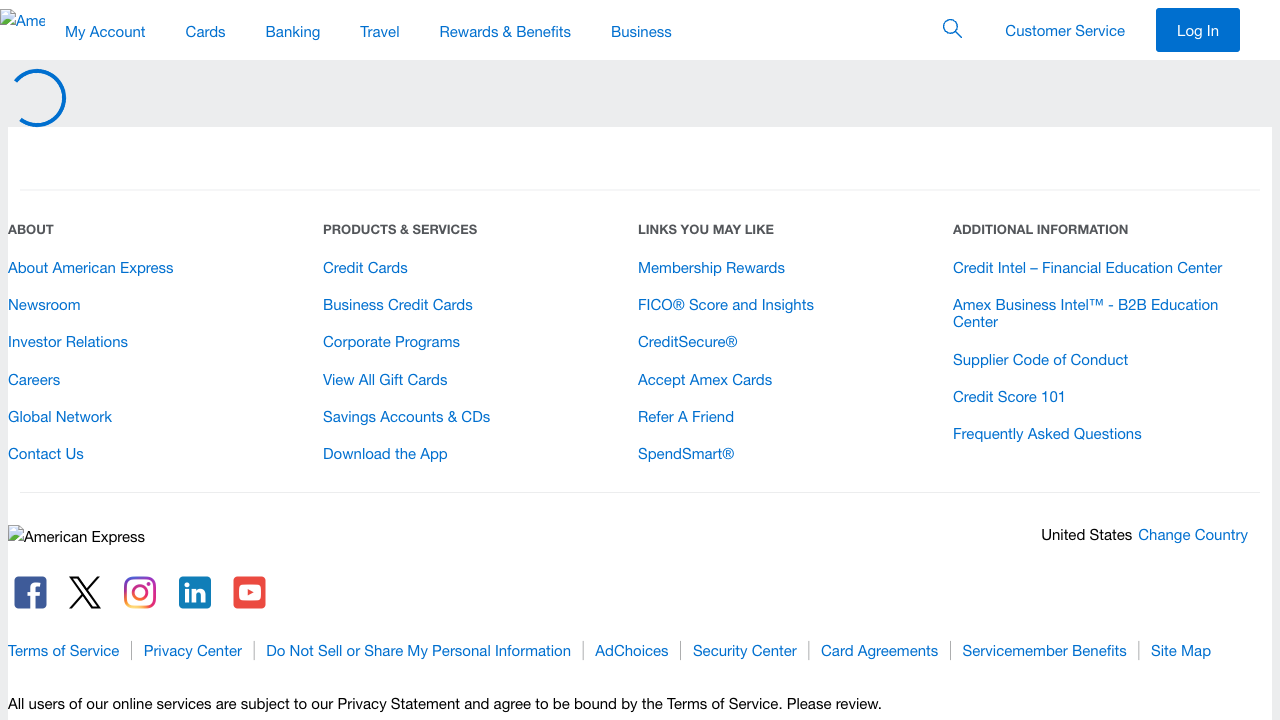 Ame
My Account Cards Banking Travel Rewards & Benefits Business Customer Service Log In
ABOUT
About American Express
Newsroom
Investor Relations
Careers
Global Network
Contact Us
PRODUCTS & SERVICES
Credit Cards
Business Credit Cards
Corporate Programs
View All Gift Cards
Savings Accounts & CDs
Download the App
LINKS YOU MAY LIKE
Membership Rewards
FICO® Score and Insights
CreditSecure®
Accept Amex Cards
Refer A Friend
SpendSmart®
ADDITIONAL INFORMATION
Credit Intel – Financial Education Center
Amex Business Intel™ - B2B Education
Center
Supplier Code of Conduct
Credit Score 101
Frequently Asked Questions
American Express
United States Change Country
Terms of Service Privacy Center Do Not Sell or Share My Personal Information AdChoices Security Center Card Agreements Servicemember Benefits Site Map
All users of our online services are subject to our Privacy Statement and agree to be bound by the Terms of Service. Please review.